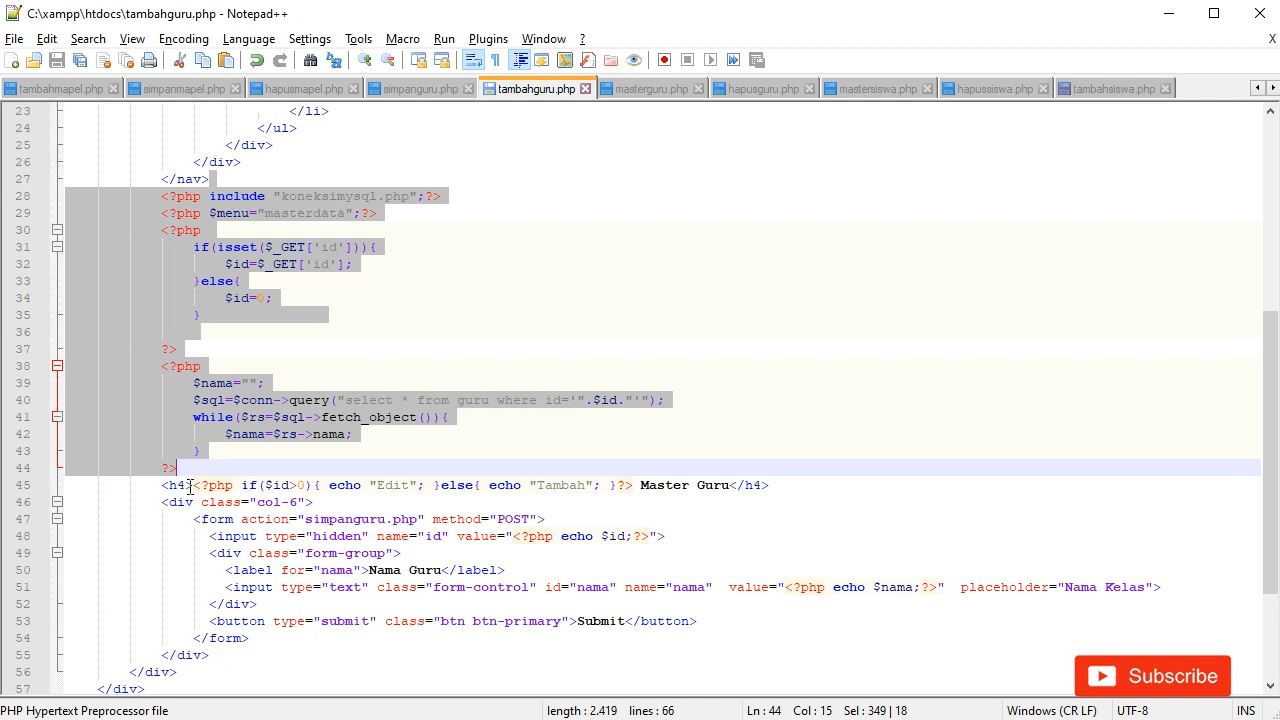 C:\xampp\htdocs\tambahguru.php - Notepad++
File Edit Search View Encoding Language Settings Tools Macro Run Plugins Window ? X
tambahmapel.php simpanmapel.php hapusmapel.php simpanguru.php tambahguru.php masterguru.php hapusguru.php mastersiswa.php hapussiswa.php tambahsiswa.php
23 </li>
24 </ul>
25 </div>
26 </div>
27 </nav>
28 <?php include "koneksimysql.php";?>
29 <?php $menu="masterdata";?>
30 <?php
31 if(isset($_GET['id'])){
32 $id=$_GET['id'];
33 }else{
34 $id=0;
35 }
36
37 ?>
38 <?php
39 $nama="";
40 $sql=$conn->query("select * from guru where id='".$id."'");
41 while($rs=$sql->fetch_object()){
42 $nama=$rs->nama;
43 }
44 ?>
45 <h4><?php if($id>0){ echo "Edit"; }else{ echo "Tambah"; }?> Master Guru</h4>
46 <div class="col-6">
47 <form action="simpanguru.php" method="POST">
48 <input type="hidden" name="id" value="<?php echo $id;?>">
49 <div class="form-group">
50 <label for="nama">Nama Guru</label>
51 <input type="text" class="form-control" id="nama" name="nama" value="<?php echo $nama;?>" placeholder="Nama Kelas">
52 </div>
53 <button type="submit" class="btn btn-primary">Submit</button>
54 </form>
55 </div>
56 </div>
57 </div>
Subscribe
PHP Hypertext Preprocessor file length : 2.419 lines : 66 Ln : 44 Col : 15 Sel : 349 | 18 Windows (CR LF) UTF-8 INS